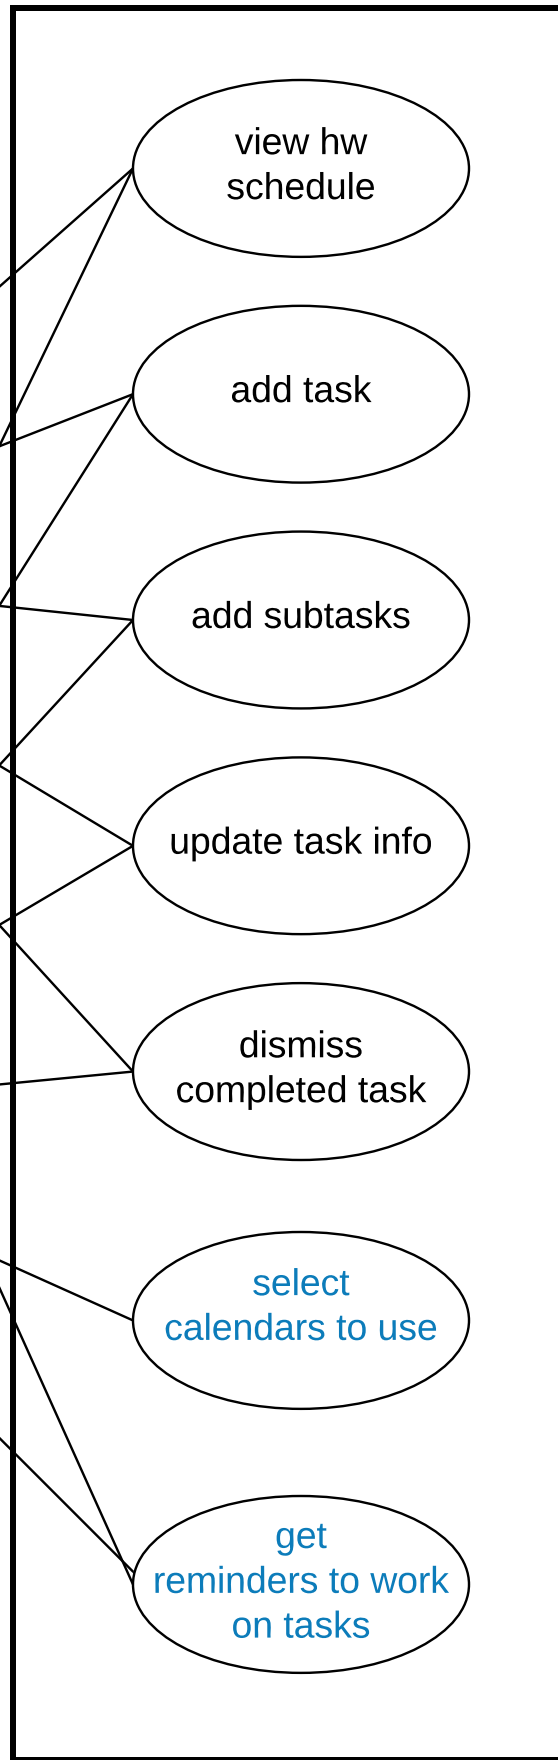 view hw
schedule
add task
add subtasks
update task info
dismiss
completed task
select
calendars to use
get
reminders to work
on tasks